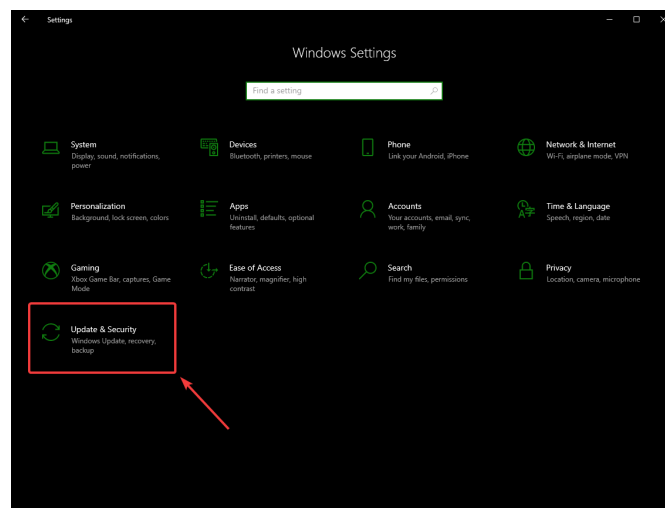 Settings
Windows Settings
Find a setting
System
Display, sound, notifications,
power
Devices
Bluetooth, printers, mouse
Phone
Link your Android, iPhone
Network & Internet
Wi-Fi, airplane mode, VPN
Personalization
Background, lock screen, colors
Apps
Uninstall, defaults, optional
features
Accounts
Your accounts, email, sync,
work, family
Time & Language
Speech, region, date
Gaming
Xbox Game Bar, captures, Game
Mode
Ease of Access
Narrator, magnifier, high
contrast
Search
Find my files, permissions
Privacy
Location, camera, microphone
Update & Security
Windows Update, recovery,
backup